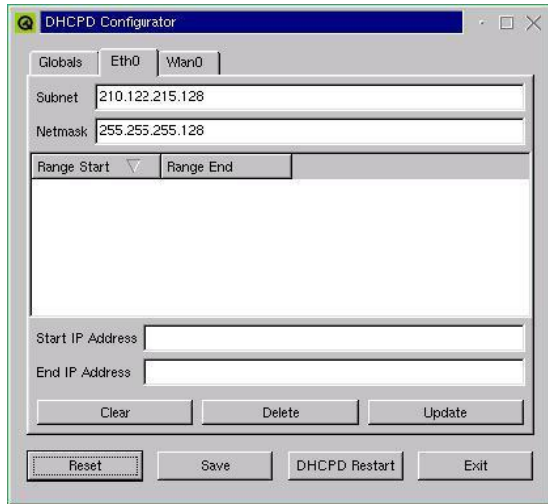 DHCPD Configurator
Globals Eth0 Wlan0
Subnet 210.122.215.128
Netmask 255.255.255.128
Range Start Range End
Start IP Address
End IP Address
Clear Delete Update
Reset Save DHCPD Restart Exit